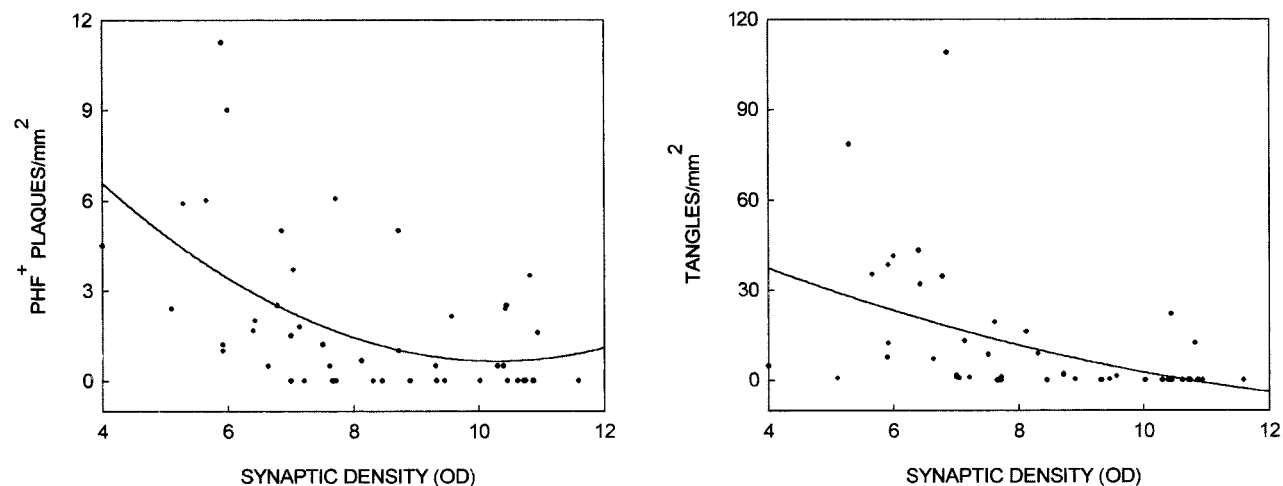 PHF+ PLAQUES/mm2
12
9
6
3
0
4 6 8 10 12
SYNAPTIC DENSITY (OD)
TANGLES/mm2
120
90
60
30
0
4 6 8 10 12
SYNAPTIC DENSITY (OD)